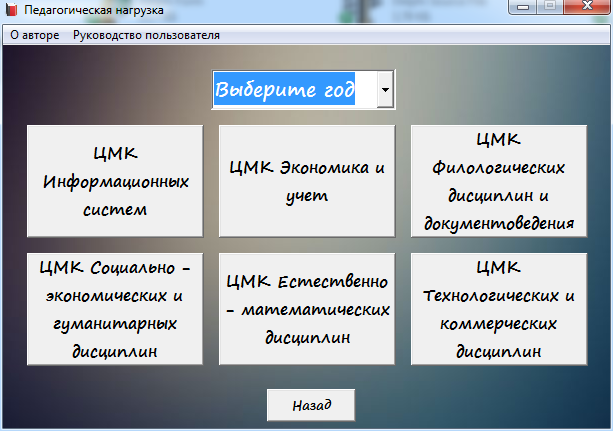 Педагогическая нагрузка
О авторе Руководство пользователя
Выберите год
ЦМК
Информационных
систем
ЦМК Экономика и
учет
ЦМК
Филологических
дисциплин и
документоведения
ЦМК Социально -
экономических и
гуманитарных
дисциплин
ЦМК Естественно
- математических
дисциплин
ЦМК
Технологических и
коммерческих
дисциплин
Назад